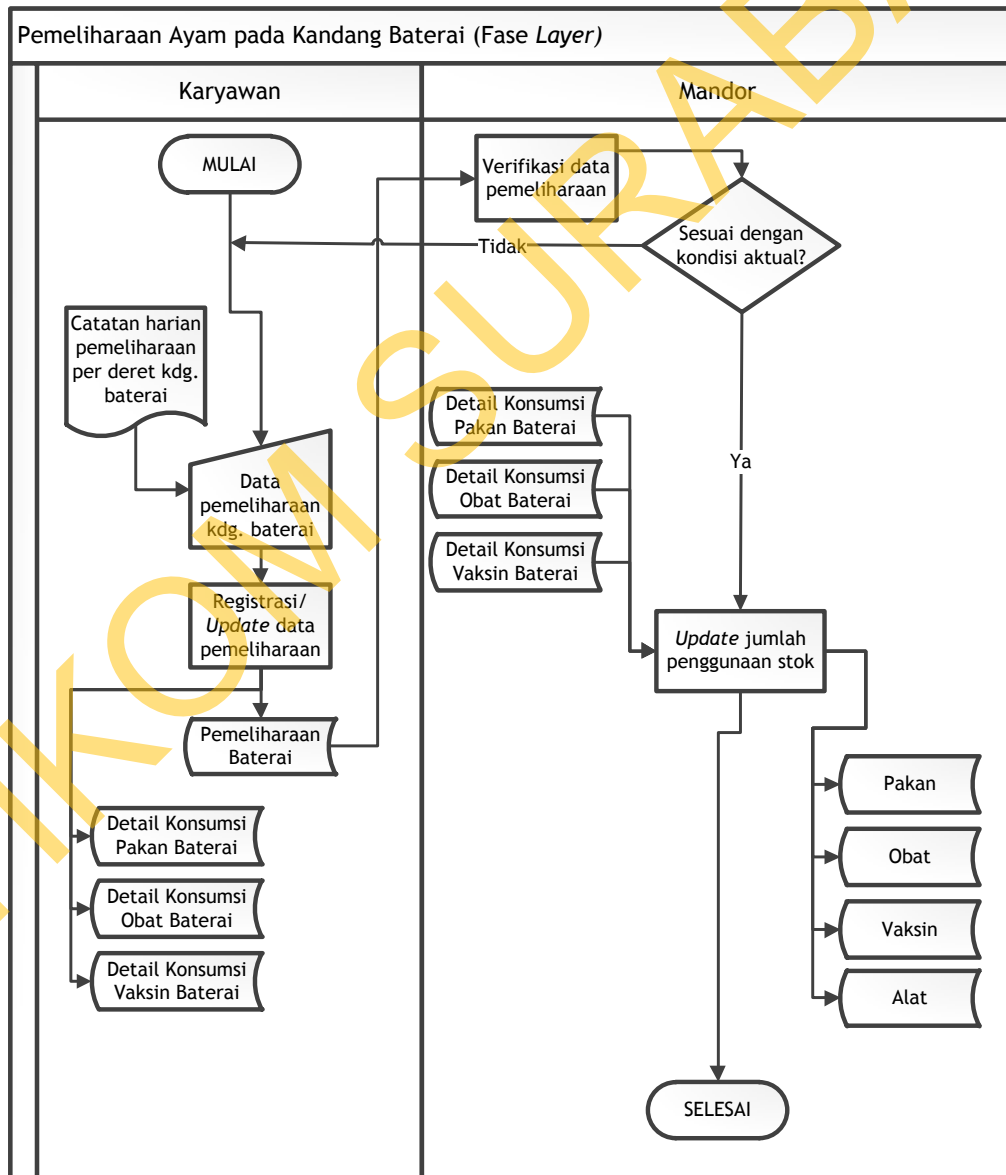 Pemeliharaan Ayam pada Kandang Baterai (Fase Layer)
Karyawan
Mandor
MULAI
Verifikasi data
pemeliharaan
Sesuai dengan
kondisi aktual?
Tidak
Catatan harian
pemeliharaan
per deret kdg.
baterai
Data
pemeliharaan
kdg. baterai
Registrasi/
Update data
pemeliharaan
Pemeliharaan
Baterai
Detail Konsumsi
Pakan Baterai
Detail Konsumsi
Obat Baterai
Detail Konsumsi
Vaksin Baterai
Detail Konsumsi
Pakan Baterai
Detail Konsumsi
Obat Baterai
Detail Konsumsi
Vaksin Baterai
Ya
Update jumlah
penggunaan stok
Pakan
Obat
Vaksin
Alat
SELESAI
IKOM SURABA